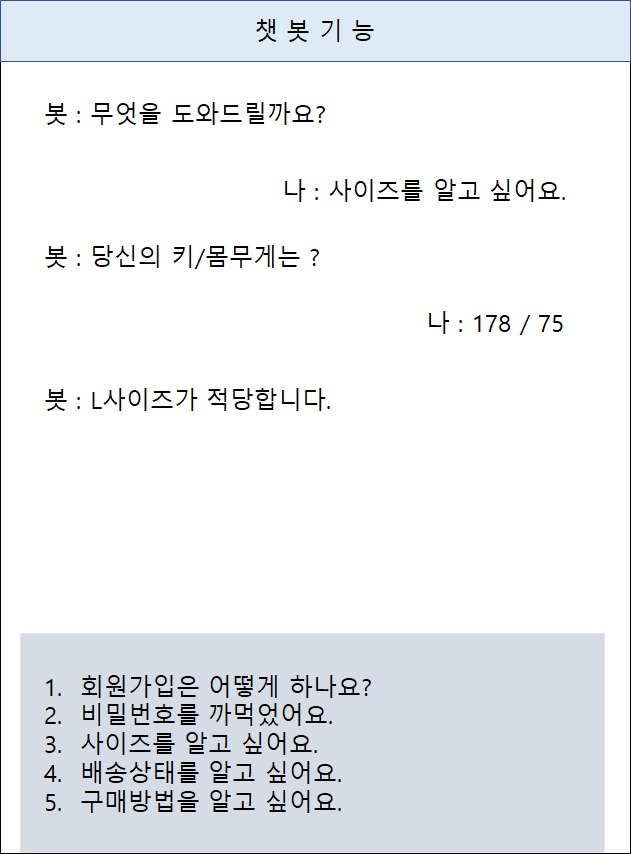 챗 봇 기 능
봇 : 무엇을 도와드릴까요?
나 : 사이즈를 알고 싶어요.
봇 : 당신의 키/몸무게는 ?
나 : 178 / 75
봇 : L사이즈가 적당합니다.
1. 회원가입은 어떻게 하나요?
2. 비밀번호를 까먹었어요.
3. 사이즈를 알고 싶어요.
4. 배송상태를 알고 싶어요.
5. 구매방법을 알고 싶어요.